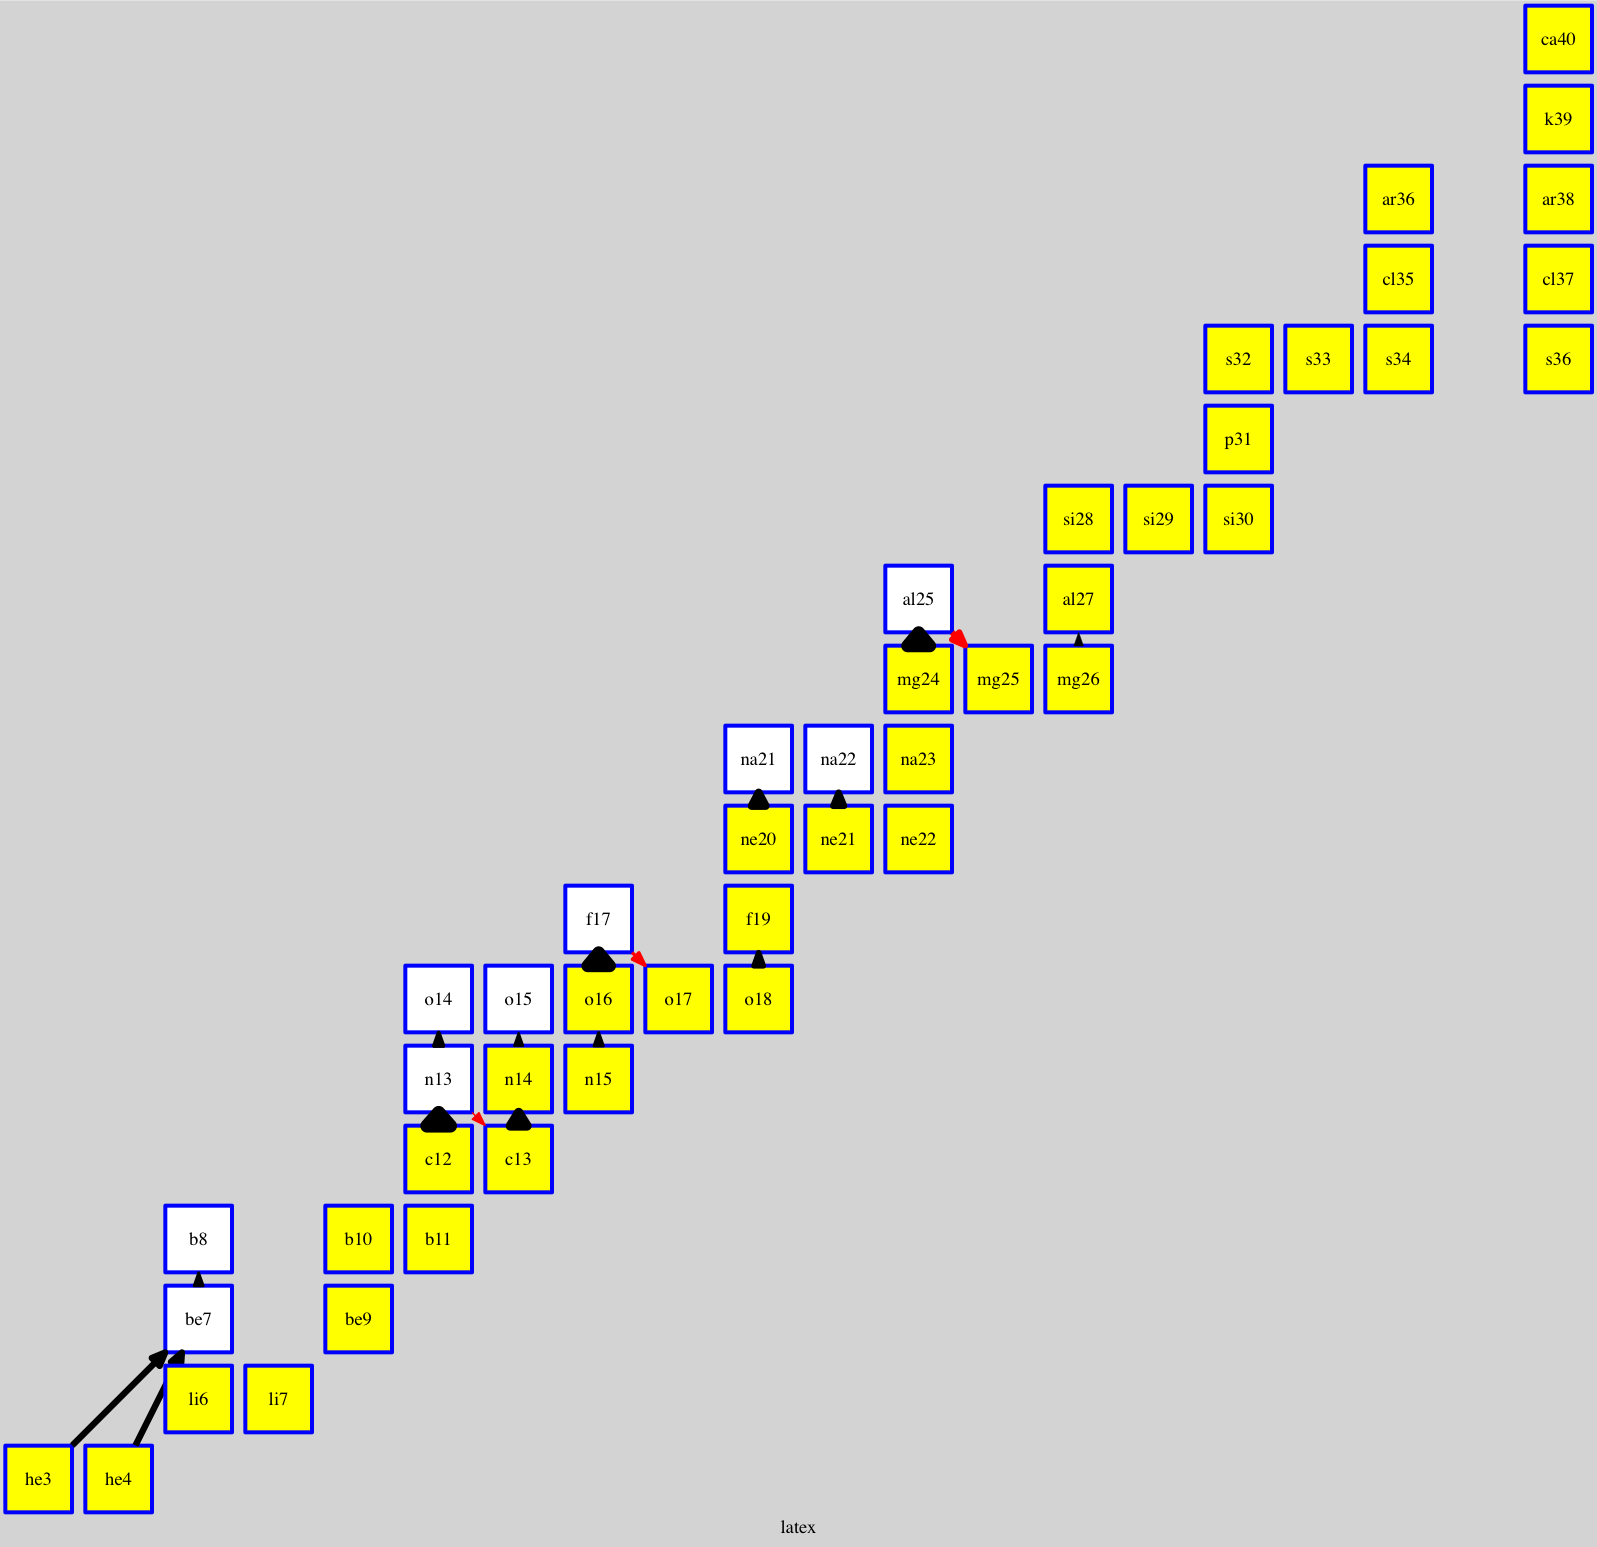 ca40
k39
ar36 ar38
cl35 cl37
s32 s33 s34 s36
p31
si28 si29 si30
al25 al27
mg24 mg25 mg26
na21 na22 na23
ne20 ne21 ne22
f17 f19
o14 o15 o16 o17 o18
n13 n14 n15
c12 c13
b8 b10 b11
be7 be9
li6 li7
he3 he4
latex